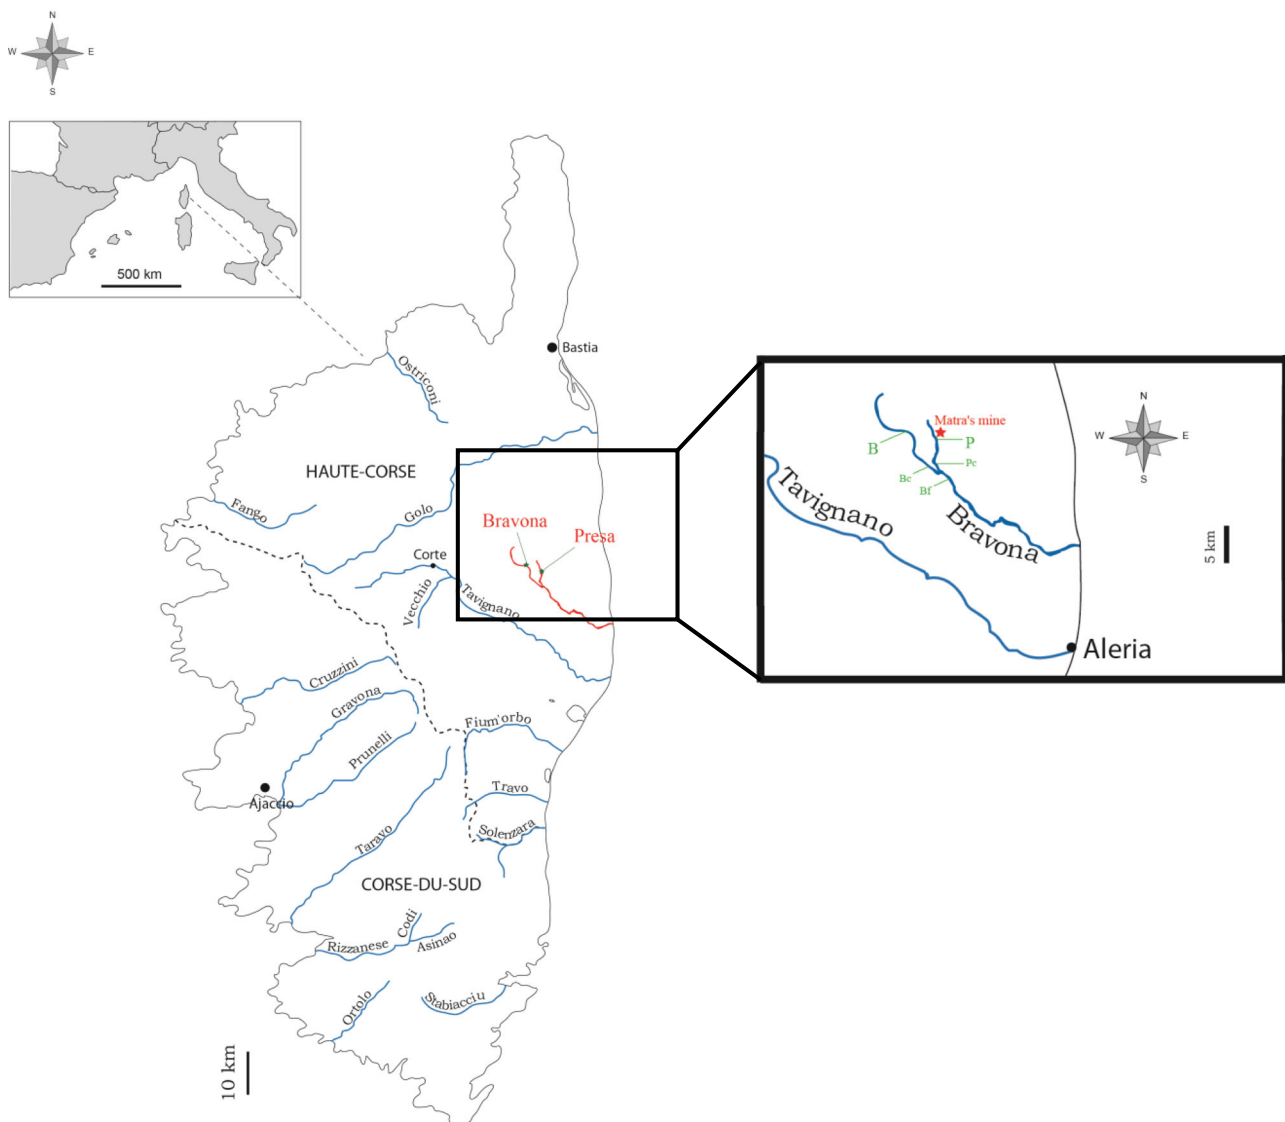 N
W
E
S
500 km
Bastia
Ostriconi
HAUTE-CORSE
Fango
Golo
Bravona
Presa
Corte
Vecchio
Tavignano
Cruzzini
Gravona
Prunelli
Fium'orbo
Ajaccio
Travo
Taravo
Solenzara
CORSE-DU-SUD
Codi
Rizzanese
Asinao
Ortolo
Stabiacciu
10 km
Matra's mine
B
P
Pc
Bc
Bf
Tavignano
Bravona
N
W
E
S
5 km
Aleria